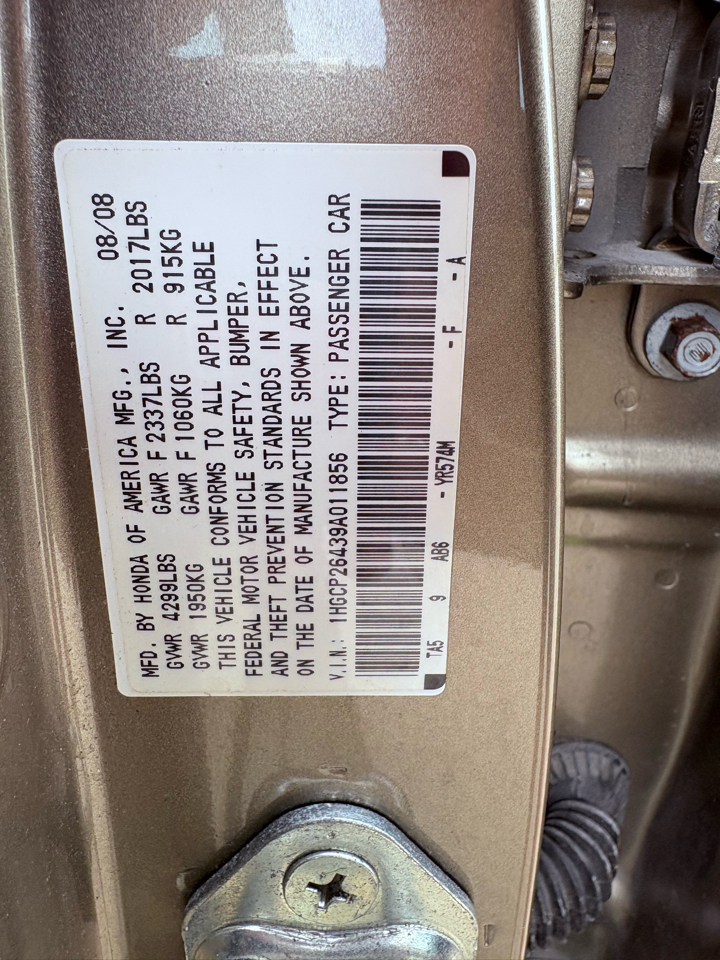 MFD. BY HONDA OF AMERICA MFG., INC. 08/08
GVWR 4299LBS GAWR F 2337LBS R 2017LBS
GVWR 1950KG GAWR F 1060KG R 915KG
THIS VEHICLE CONFORMS TO ALL APPLICABLE
FEDERAL MOTOR VEHICLE SAFETY, BUMPER,
AND THEFT PREVENTION STANDARDS IN EFFECT
ON THE DATE OF MANUFACTURE SHOWN ABOVE.
V.I.N.: 1HGCP26439A011856 TYPE: PASSENGER CAR
TA5 9 AB6 - YR574M - F - A